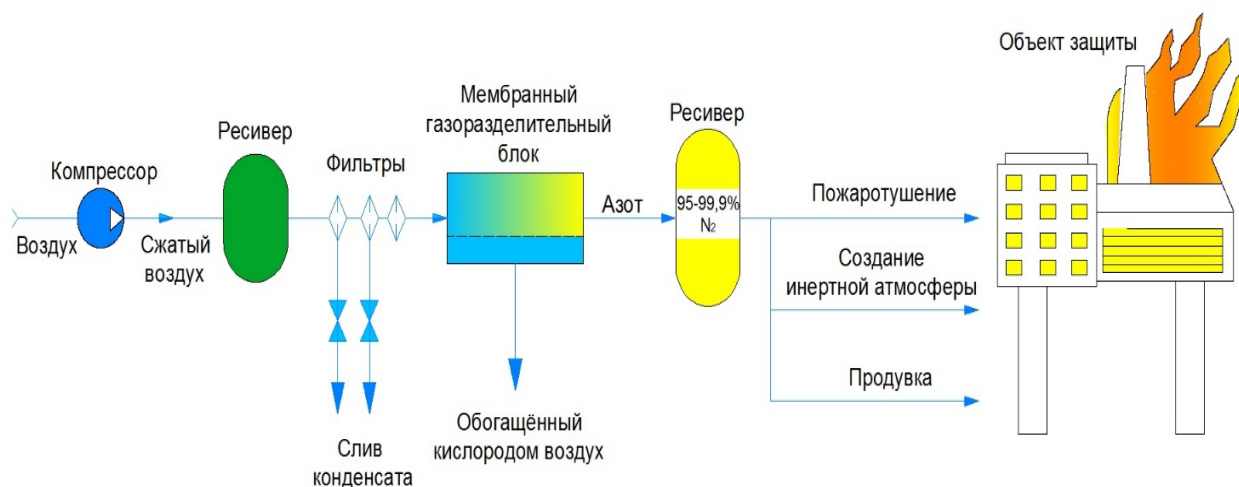 Объект защиты
Мембранный
газоразделительный
блок
Ресивер
Ресивер
Фильтры
Компрессор
95-99,9%
N₂
Азот
Пожаротушение
Воздух
Сжатый
воздух
Создание
инертной атмосферы
Продувка
Слив
конденсата
Обогащённый
кислородом воздух